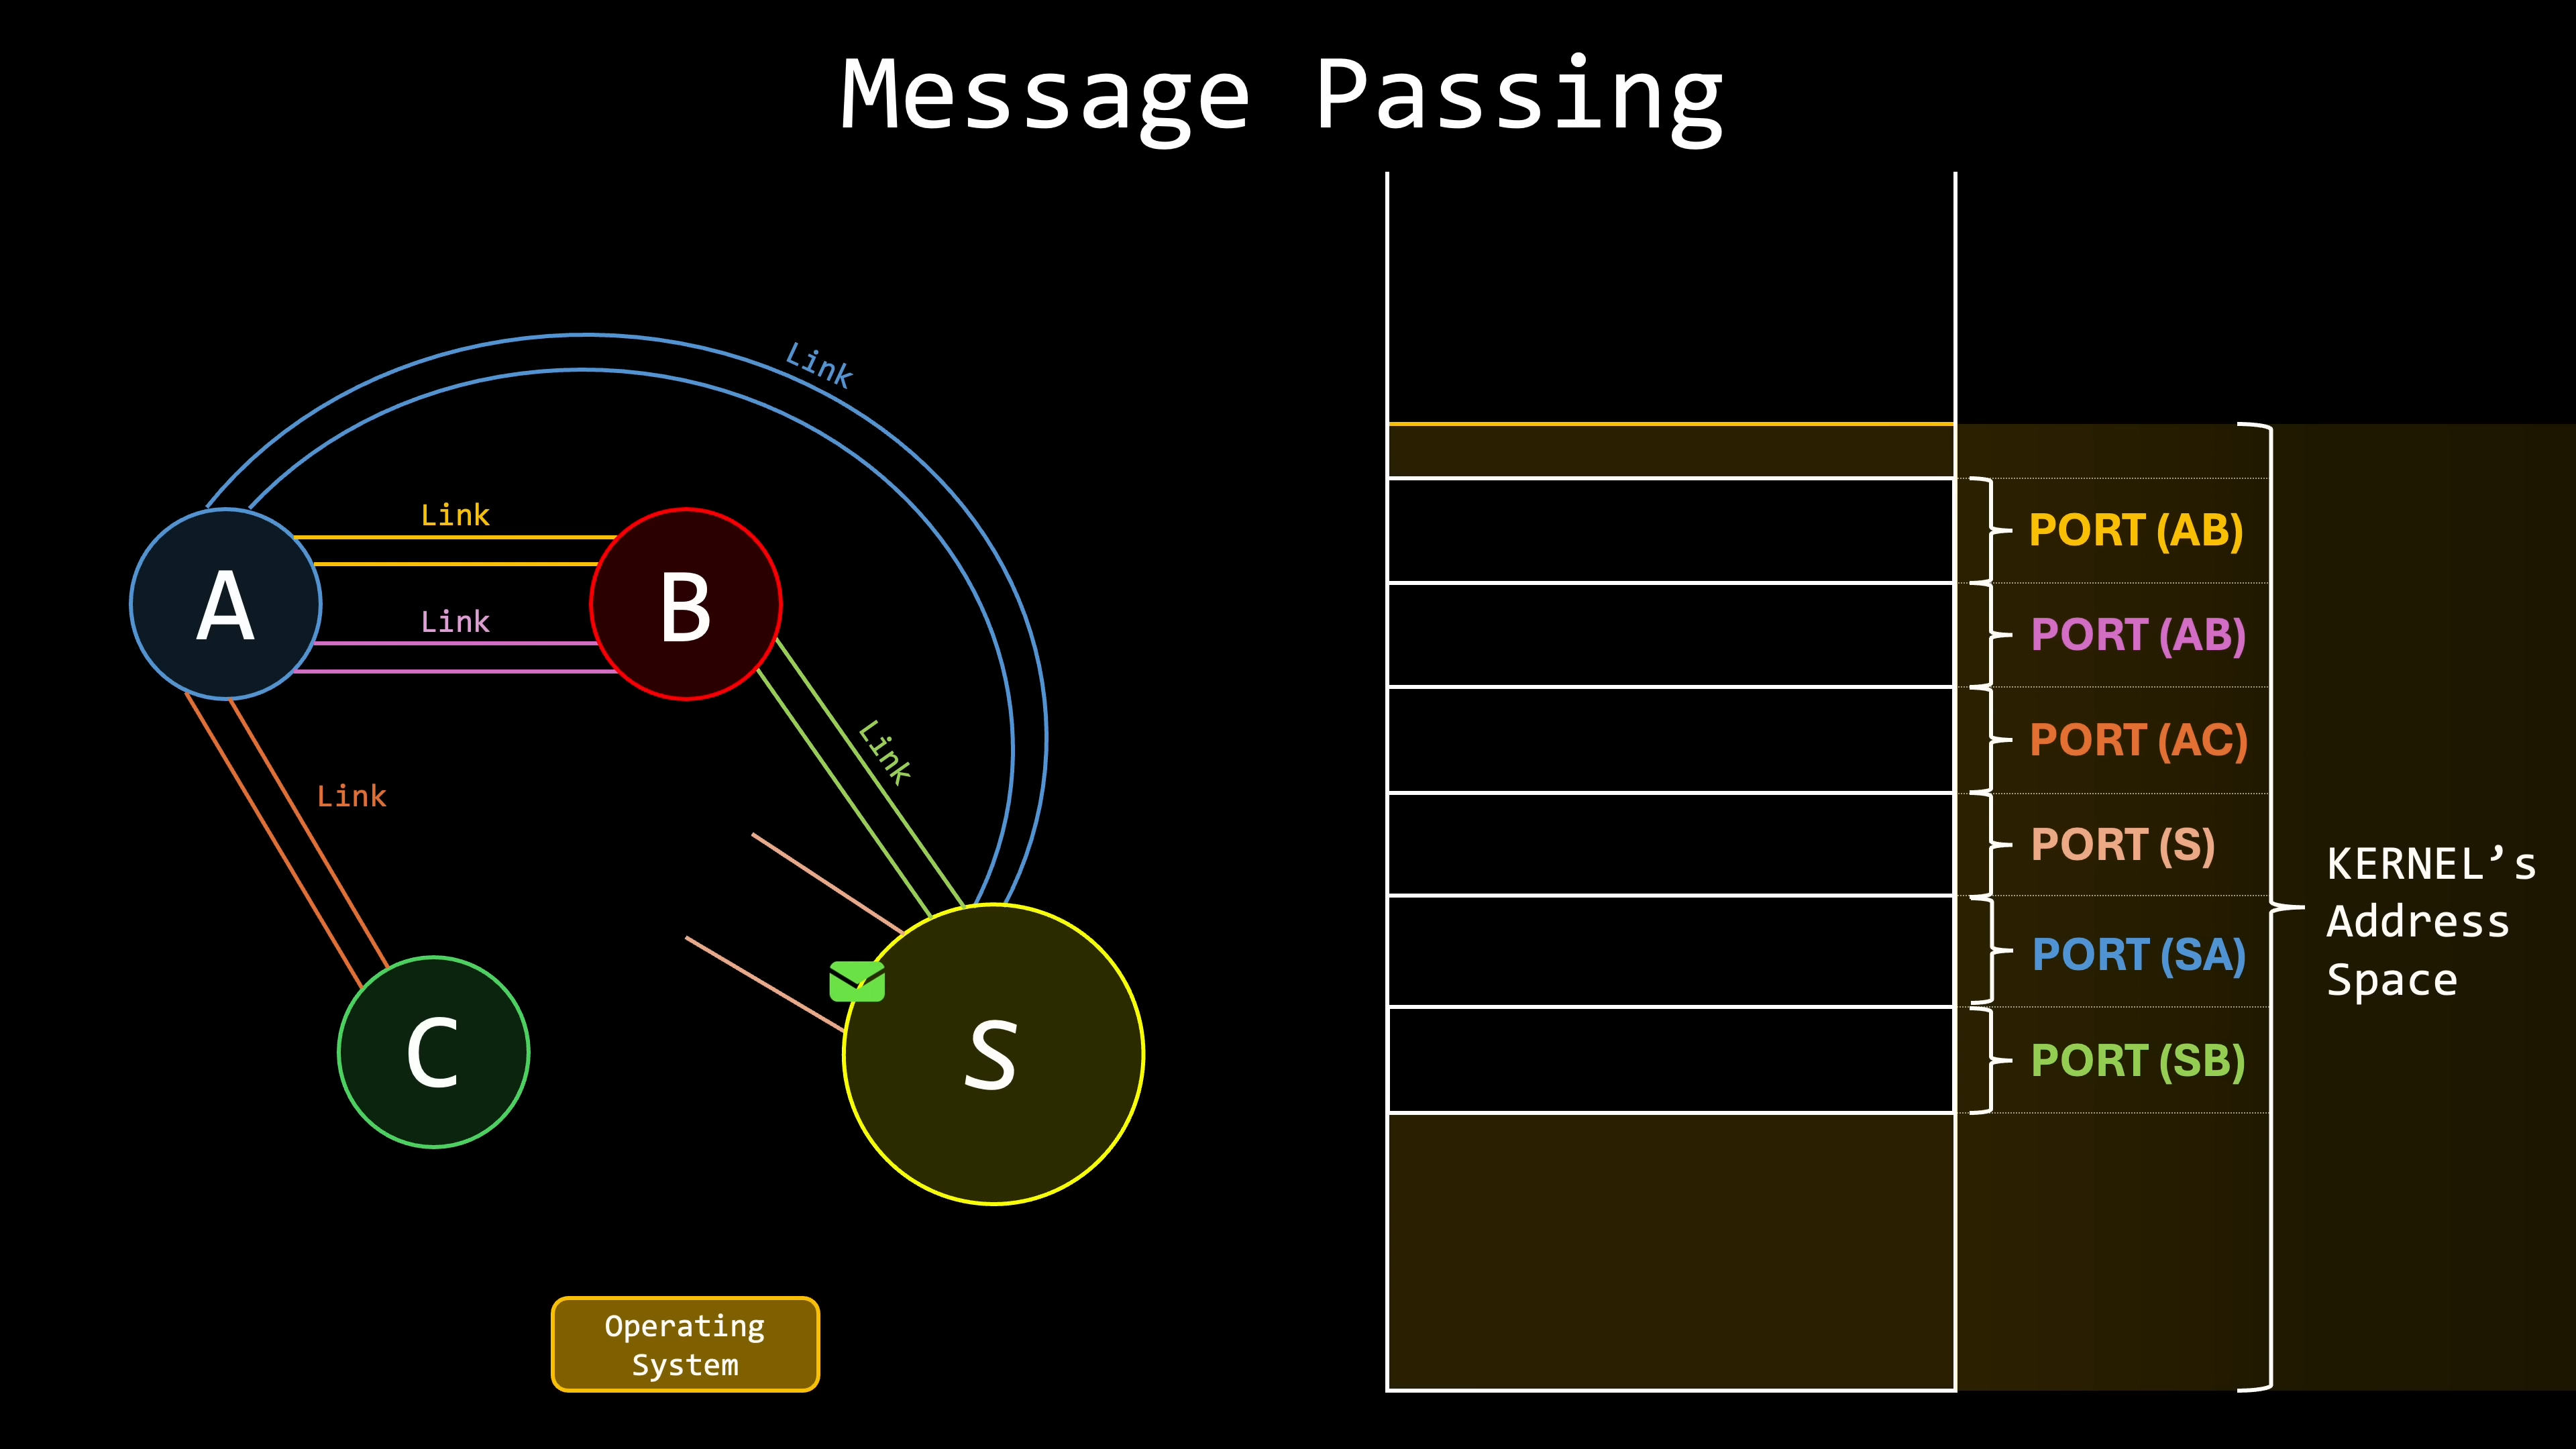 Message Passing
Link
Link
Link
Link
Link
A
B
C
S
Operating
System
PORT (AB)
PORT (AB)
PORT (AC)
PORT (S)
PORT (SA)
PORT (SB)
KERNEL’s
Address
Space